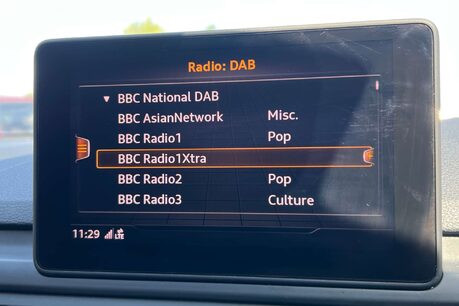 Radio: DAB
BBC National DAB
BBC AsianNetwork Misc.
BBC Radio1 Pop
BBC Radio1Xtra
BBC Radio2 Pop
BBC Radio3 Culture
11:29 LTE